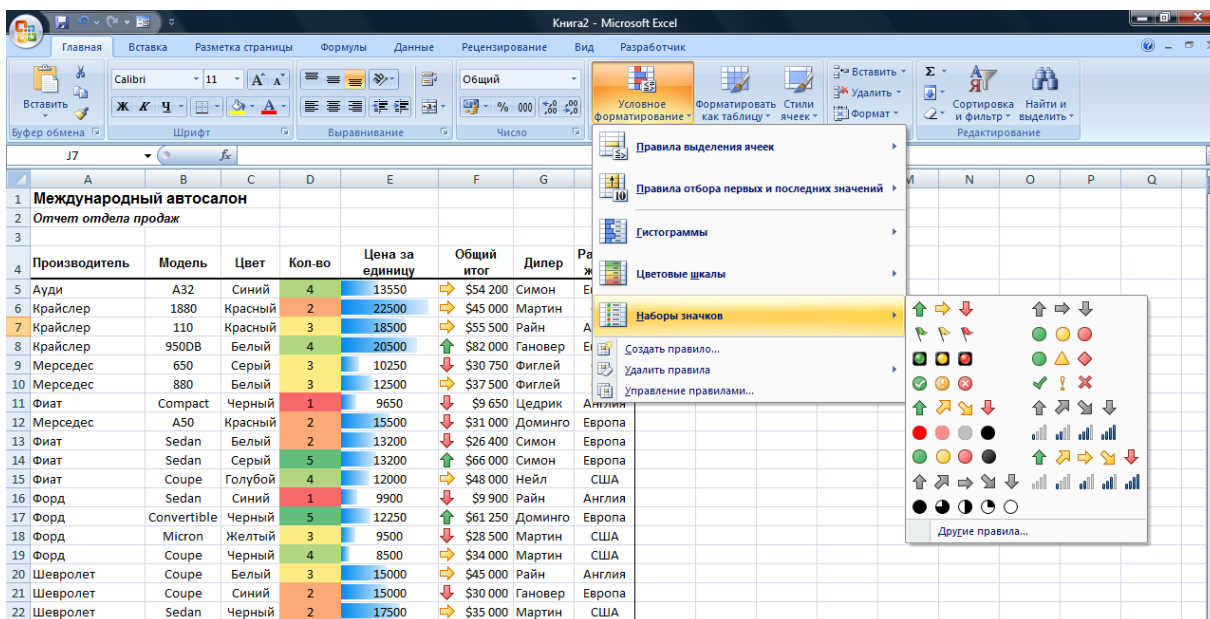 Книга2 - Microsoft Excel
Главная Вставка Разметка страницы Формулы Данные Рецензирование Вид Разработчик
Вставить
Calibri 11
Ж К Ч
Общий
% 000
Условное форматирование
Форматировать как таблицу
Стили ячеек
Вставить
Удалить
Формат
Сортировка и фильтр
Найти и выделить
Буфер обмена Шрифт Выравнивание Число Редактирование
J7 fx
A B C D E F G M N O P Q
1 Международный автосалон
2 Отчет отдела продаж
3
4 Производитель Модель Цвет Кол-во Цена за единицу Общий итог Дилер
5 Ауди A32 Синий 4 13550 $54 200 Симон
6 Крайслер 1880 Красный 2 22500 $45 000 Мартин
7 Крайслер 110 Красный 3 18500 $55 500 Райн
8 Крайслер 950DB Белый 4 20500 $82 000 Гановер
9 Мерседес 650 Серый 3 10250 $30 750 Фиглей
10 Мерседес 880 Белый 3 12500 $37 500 Фиглей
11 Фиат Compact Черный 1 9650 $9 650 Цедрик Англия
12 Мерседес A50 Красный 2 15500 $31 000 Доминго Европа
13 Фиат Sedan Белый 2 13200 $26 400 Симон Европа
14 Фиат Sedan Серый 5 13200 $66 000 Симон Европа
15 Фиат Coupe Голубой 4 12000 $48 000 Нейл США
16 Форд Sedan Синий 1 9900 $9 900 Райн Англия
17 Форд Convertible Черный 5 12250 $61 250 Доминго Европа
18 Форд Micron Желтый 3 9500 $28 500 Мартин США
19 Форд Coupe Черный 4 8500 $34 000 Мартин США
20 Шевролет Coupe Белый 3 15000 $45 000 Райн Англия
21 Шевролет Coupe Синий 2 15000 $30 000 Гановер Европа
22 Шевролет Sedan Черный 2 17500 $35 000 Мартин США
Правила выделения ячеек
Правила отбора первых и последних значений
Гистограммы
Цветовые шкалы
Наборы значков
Создать правило...
Удалить правила
Управление правилами...
Другие правила...